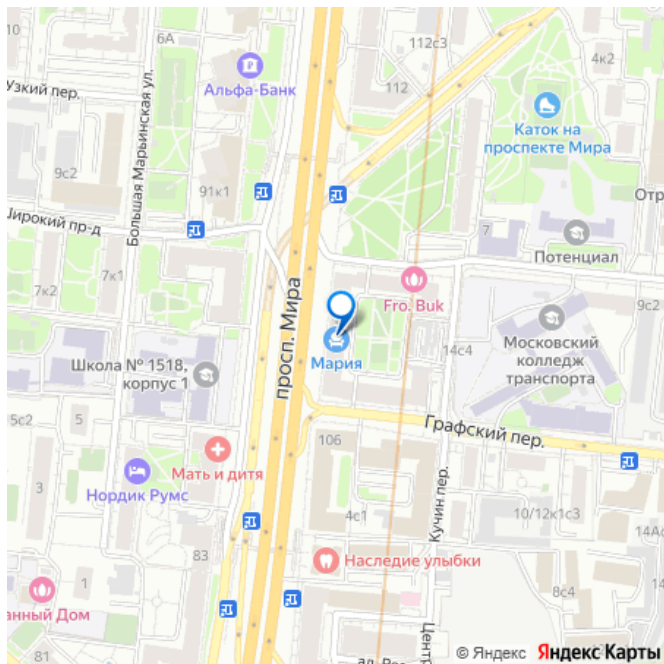 6А
112с3
4к2
Альфа-Банк
112
Узкий пер.
Каток на
проспекте Мира
Большая Марьинская ул.
9с2
91к1
Отр
Широкий пр-д
7
Потенциал
7к1
7к2
Fro. Buk
9с2
просп. Мира
Московский
колледж
транспорта
14с4
Мария
Школа № 1518,
корпус 1
5с2
5
Графский пер.
106
Мать и дитя
3
Нордик Румс
Кучин пер.
10/12к1с3
4с1
14Ас
83
Наследие улыбки
1
8с4
анный Дом
Центр
81
© Яндекс Яндекс Карты